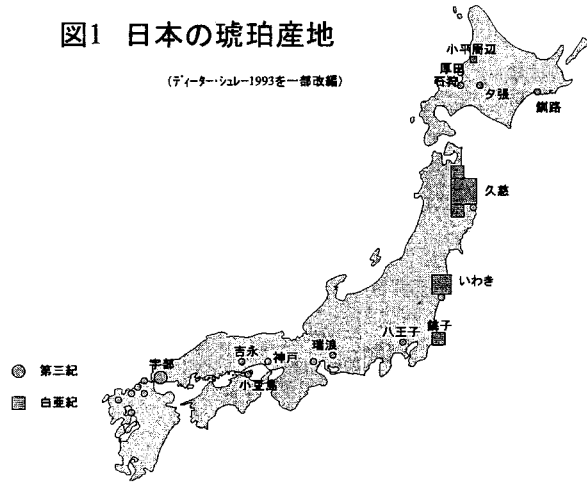 図1 日本の琥珀産地
(ディーター・シュレー1993を一部改編)
小平周辺
厚田
石狩
夕張
釧路
久慈
いわき
八王子
銚子
瑞浪
神戸
吉永
小豆島
宇部
第三紀
白亜紀